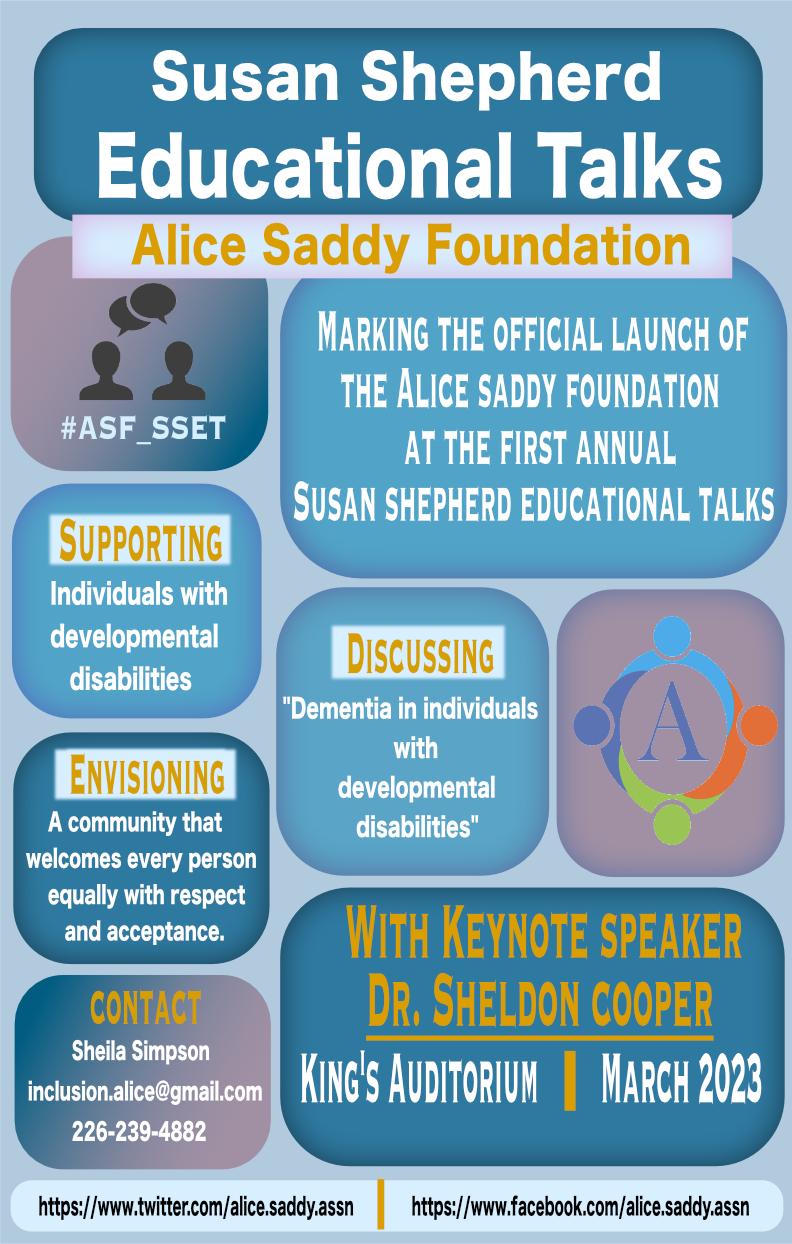 Susan Shepherd
Educational Talks
Alice Saddy Foundation
#ASF_SSET
Marking the official launch of
the Alice saddy foundation
at the first annual
Susan shepherd educational talks
Supporting
Individuals with
developmental
disabilities
Discussing
"Dementia in individuals
with
developmental
disabilities"
A
Envisioning
A community that
welcomes every person
equally with respect
and acceptance.
With Keynote speaker
Dr. Sheldon cooper
King's Auditorium | March 2023
contact
Sheila Simpson
inclusion.alice@gmail.com
226-239-4882
https://www.twitter.com/alice.saddy.assn | https://www.facebook.com/alice.saddy.assn